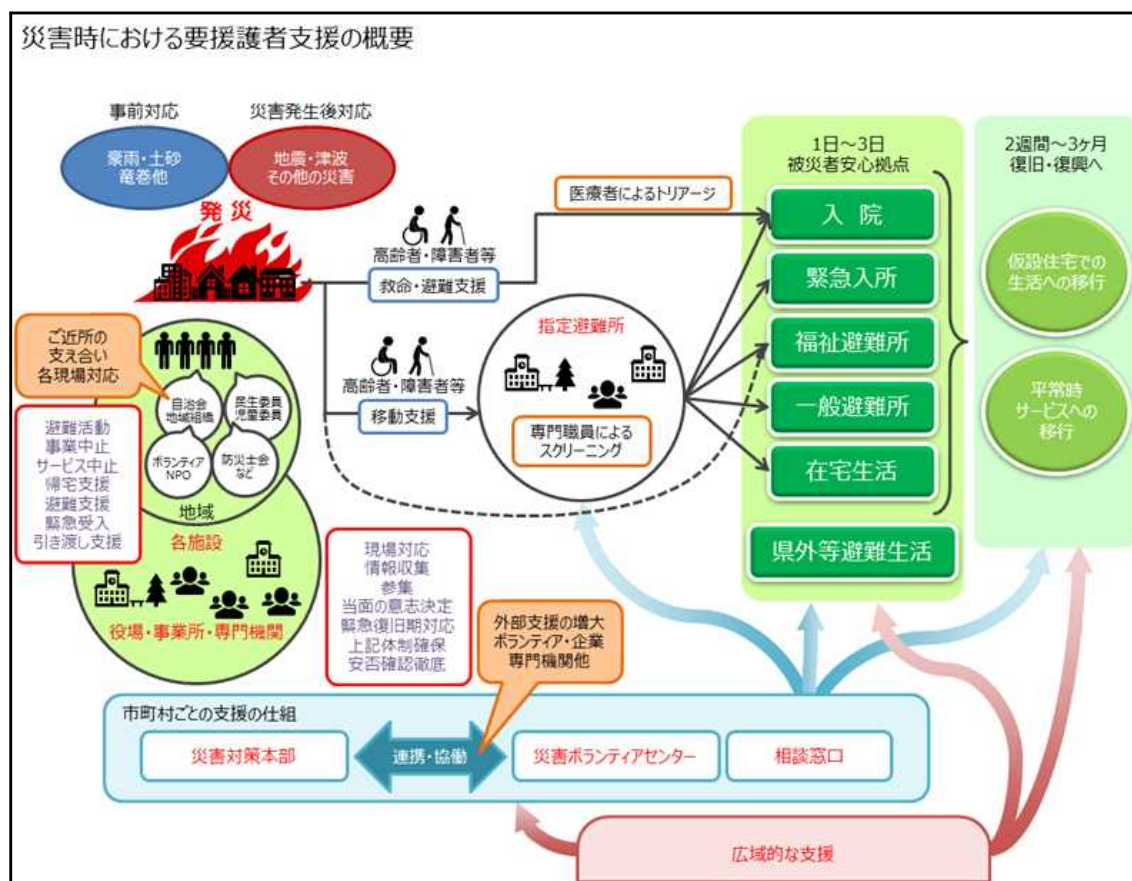 災害時における要援護者支援の概要
事前対応
災害発生後対応
豪雨・土砂
竜巻他
地震・津波
その他の災害
発災
高齢者・障害者等
救命・避難支援
医療者によるトリアージ
高齢者・障害者等
移動支援
指定避難所
専門職員による
スクリーニング
1日～3日
被災者安心拠点
入院
緊急入所
福祉避難所
一般避難所
在宅生活
県外等避難生活
2週間～3ヶ月
復旧・復興へ
仮設住宅での
生活への移行
平常時
サービスへの
移行
ご近所の
支え合い
各現場対応
自治会
地域組織
民生委員
児童委員
ボランティア
NPO
防災士会
など
地域
避難活動
事業中止
サービス中止
帰宅支援
避難支援
緊急受入
引き渡し支援
各施設
役場・事業所・専門機関
現場対応
情報収集
参集
当面の意志決定
緊急復旧期対応
上記体制確保
安否確認徹底
外部支援の増大
ボランティア・企業
専門機関他
市町村ごとの支援の仕組
災害対策本部
連携・協働
災害ボランティアセンター
相談窓口
広域的な支援